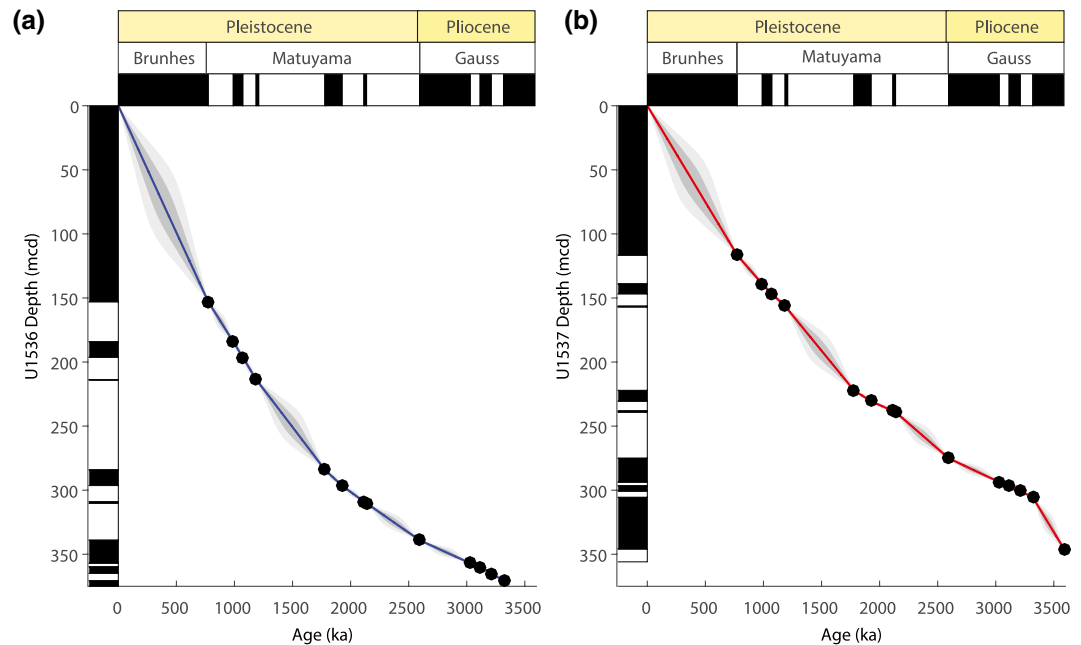 (a)
Pleistocene Pliocene
Brunhes Matuyama Gauss
0
50
100
150
200
250
300
350
U1536 Depth (mcd)
0 500 1000 1500 2000 2500 3000 3500
Age (ka)
(b)
Pleistocene Pliocene
Brunhes Matuyama Gauss
0
50
100
150
200
250
300
350
U1537 Depth (mcd)
0 500 1000 1500 2000 2500 3000 3500
Age (ka)